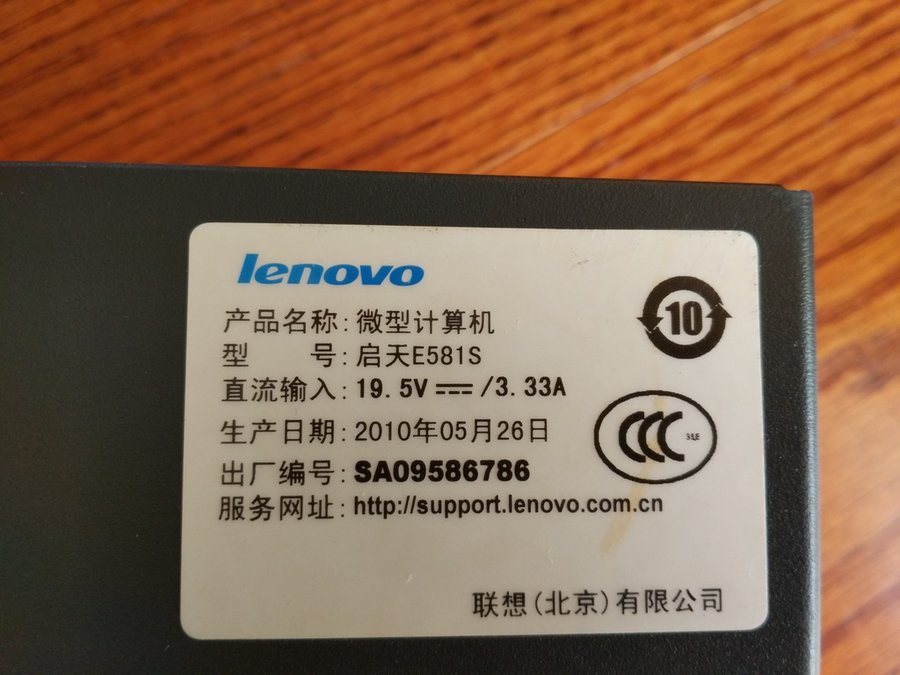 lenovo
产品名称:微型计算机
型 号:启天E581S
直流输入:19.5V ⎓ /3.33A
生产日期:2010年05月26日
出厂编号:SA09586786
服务网址:http://support.lenovo.com.cn
联想(北京)有限公司
10
CCC
S&E